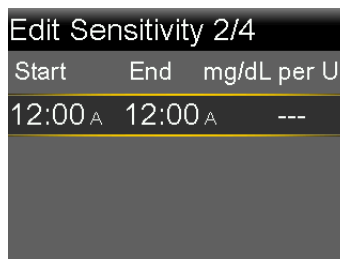 Edit Sensitivity 2/4
Start End mg/dL per U
12:00 A 12:00 A ---